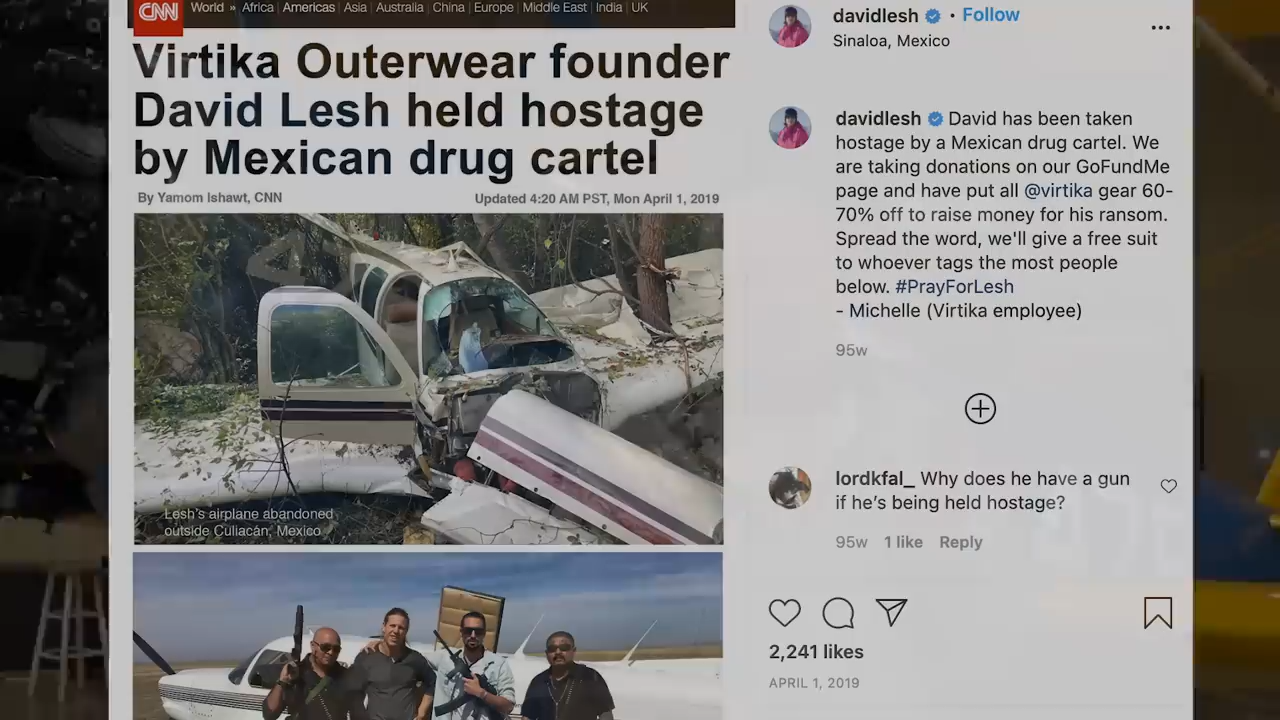 CNN World » Africa | Americas | Asia | Australia | China | Europe | Middle East | India | UK
Virtika Outerwear founder
David Lesh held hostage
by Mexican drug cartel
By Yamom Ishawt, CNN
Updated 4:20 AM PST, Mon April 1, 2019
Lesh's airplane abandoned
outside Culiacán, Mexico
davidlesh • Follow
Sinaloa, Mexico
davidlesh David has been taken
hostage by a Mexican drug cartel. We
are taking donations on our GoFundMe
page and have put all @virtika gear 60-
70% off to raise money for his ransom.
Spread the word, we'll give a free suit
to whoever tags the most people
below. #PrayForLesh
- Michelle (Virtika employee)
95w
lordkfal_ Why does he have a gun
if he's being held hostage?
95w 1 like Reply
2,241 likes
APRIL 1, 2019